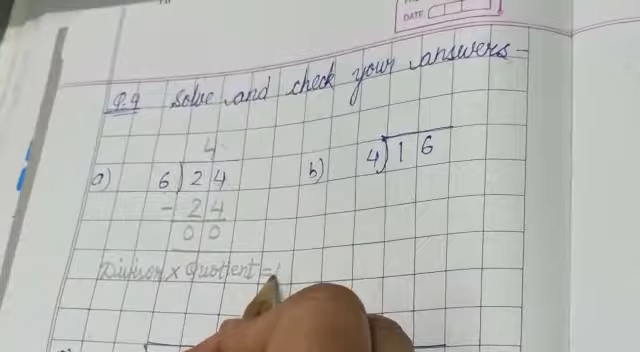 DATE
Q.9 Solve and check your answers -
4
a) 6)24 b) 4)16
- 24
00
Divisor × Quotient =